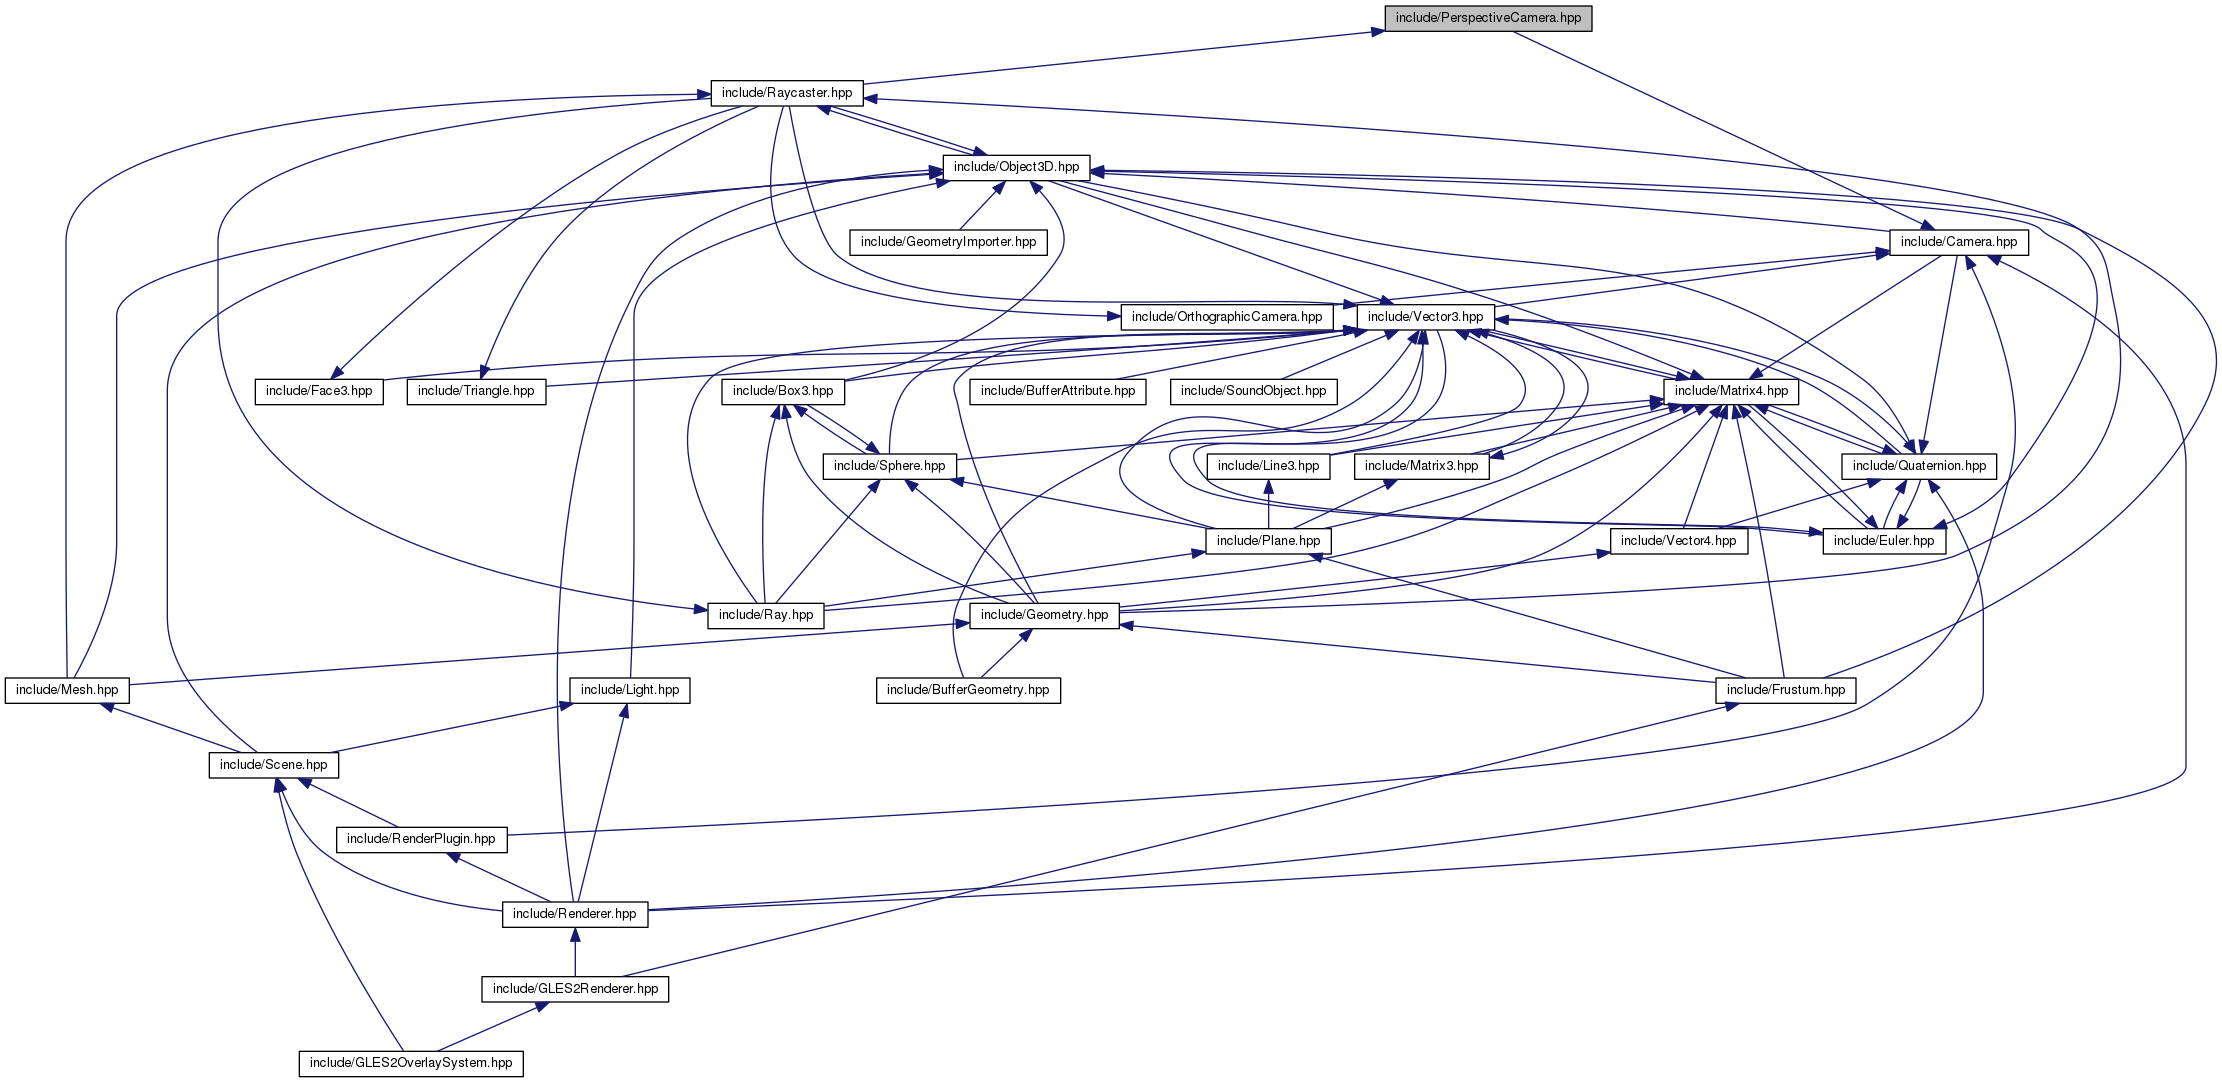 include/PerspectiveCamera.hpp
include/Raycaster.hpp
include/Object3D.hpp
include/GeometryImporter.hpp
include/Camera.hpp
include/OrthographicCamera.hpp
include/Vector3.hpp
include/Face3.hpp
include/Triangle.hpp
include/Box3.hpp
include/BufferAttribute.hpp
include/SoundObject.hpp
include/Matrix4.hpp
include/Sphere.hpp
include/Line3.hpp
include/Matrix3.hpp
include/Quaternion.hpp
include/Plane.hpp
include/Vector4.hpp
include/Euler.hpp
include/Ray.hpp
include/Geometry.hpp
include/Mesh.hpp
include/Light.hpp
include/BufferGeometry.hpp
include/Frustum.hpp
include/Scene.hpp
include/RenderPlugin.hpp
include/Renderer.hpp
include/GLES2Renderer.hpp
include/GLES2OverlaySystem.hpp